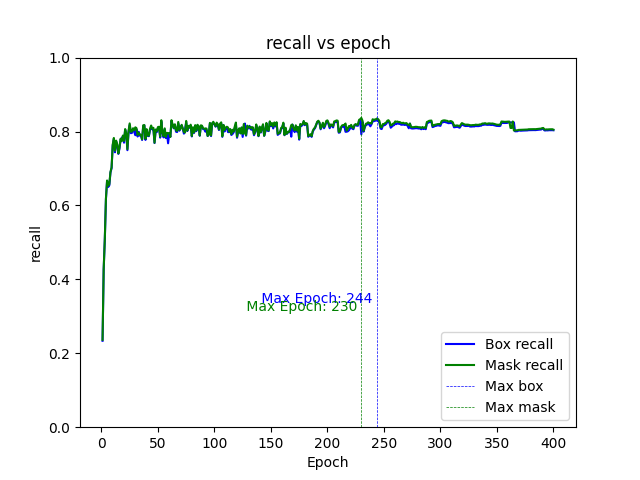 recall vs epoch
1.0
0.8
0.6
0.4
0.2
0.0
recall
Max Epoch: 244
Max Epoch: 230
Box recall
Mask recall
Max box
Max mask
0 50 100 150 200 250 300 350 400
Epoch